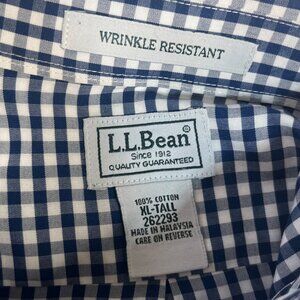 WRINKLE RESISTANT
L.L.Bean®
Since 1912
QUALITY GUARANTEED
100% COTTON
XL-TALL
262293
MADE IN MALAYSIA
CARE ON REVERSE